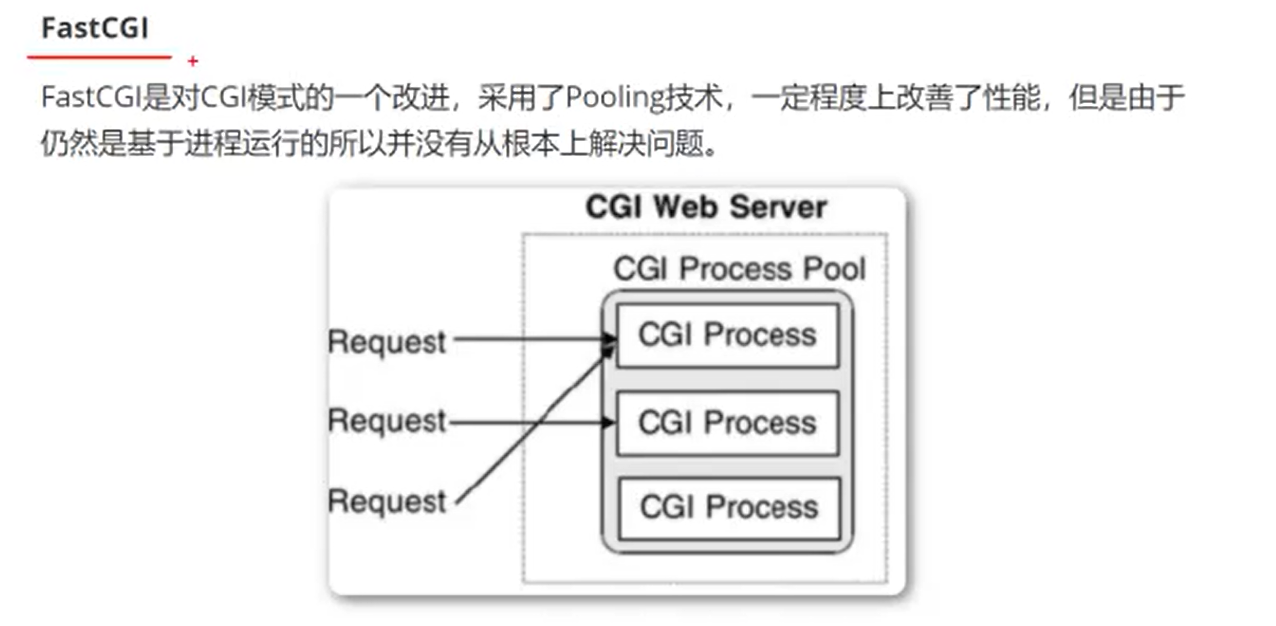 FastCGI
FastCGI是对CGI模式的一个改进，采用了Pooling技术，一定程度上改善了性能，但是由于
仍然是基于进程运行的所以并没有从根本上解决问题。
CGI Web Server
CGI Process Pool
Request
CGI Process
Request
CGI Process
Request
CGI Process